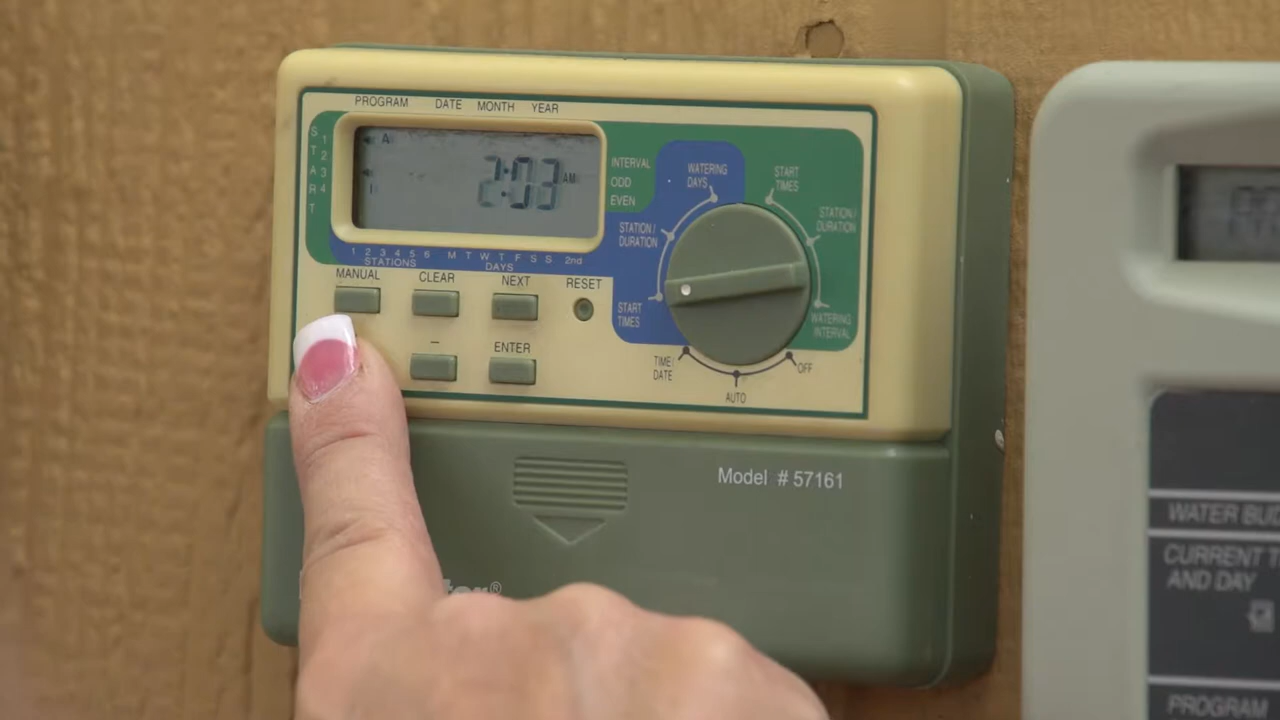 PROGRAM DATE MONTH YEAR
START
1
2
3
4
A
2:03 AM
1
INTERVAL
ODD
EVEN
1 2 3 4 5 6 M T W T F S S 2nd
STATIONS DAYS
MANUAL CLEAR NEXT RESET
– ENTER
WATERING
DAYS
STATION/
DURATION
START
TIMES
START
TIMES
STATION/
DURATION
WATERING
INTERVAL
TIME/
DATE
AUTO
OFF
Model # 57161
WATER BUD
CURRENT T
AND DAY
PROGRAM